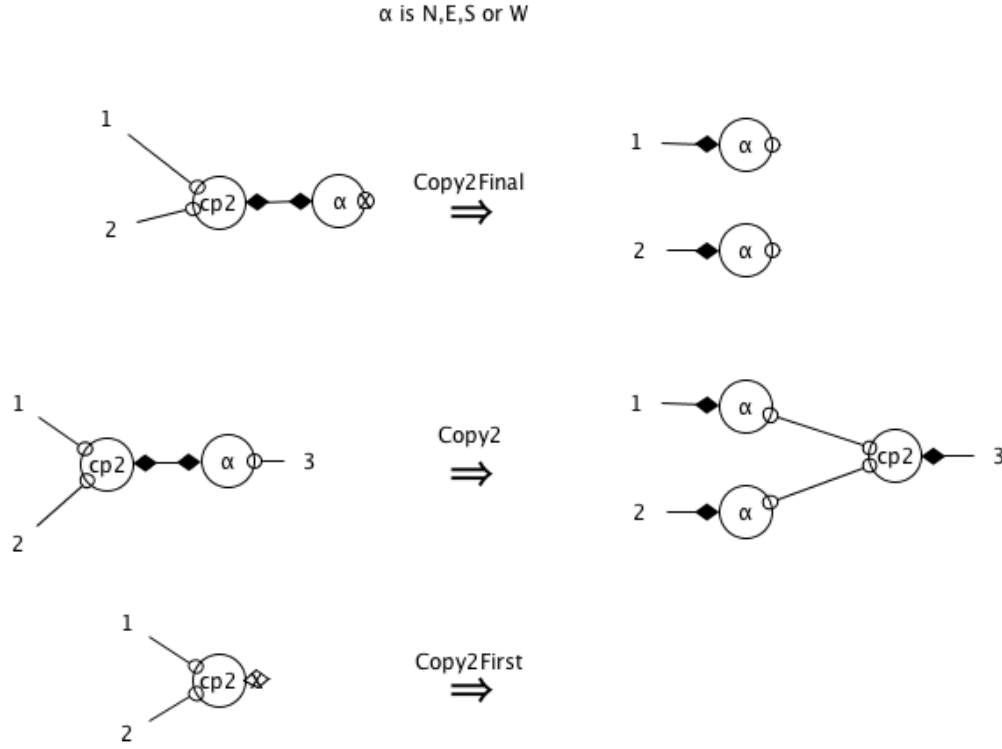 α is N,E,S or W
1
2
cp2
α
Copy2Final
⇒
1
α
2
α
1
2
cp2
α
3
Copy2
⇒
1
α
2
α
cp2
3
1
2
cp2
x
Copy2First
⇒